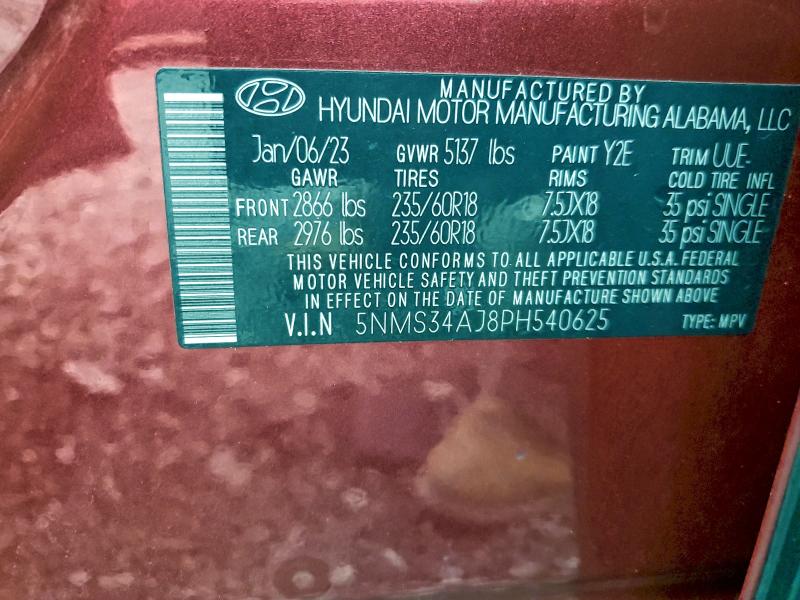 MANUFACTURED BY
HYUNDAI MOTOR MANUFACTURING ALABAMA, LLC
Jan/06/23 GVWR 5137 lbs PAINT Y2E TRIM UUE-
GAWR TIRES RIMS COLD TIRE INFL
FRONT 2866 lbs 235/60R18 7.5JX18 35 psi SINGLE
REAR 2976 lbs 235/60R18 7.5JX18 35 psi SINGLE
THIS VEHICLE CONFORMS TO ALL APPLICABLE U.S.A. FEDERAL
MOTOR VEHICLE SAFETY AND THEFT PREVENTION STANDARDS
IN EFFECT ON THE DATE OF MANUFACTURE SHOWN ABOVE
V.I.N 5NMS34AJ8PH540625 TYPE: MPV